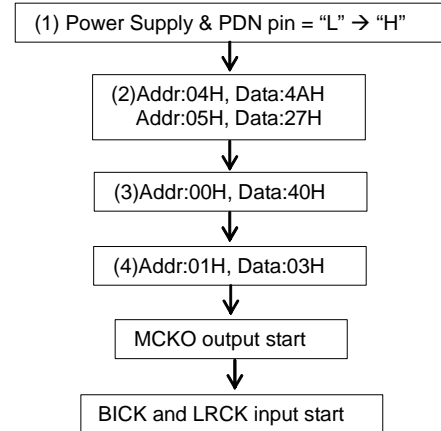 (1) Power Supply & PDN pin = “L” → “H”
(2)Addr:04H, Data:4AH
Addr:05H, Data:27H
(3)Addr:00H, Data:40H
(4)Addr:01H, Data:03H
MCKO output start
BICK and LRCK input start